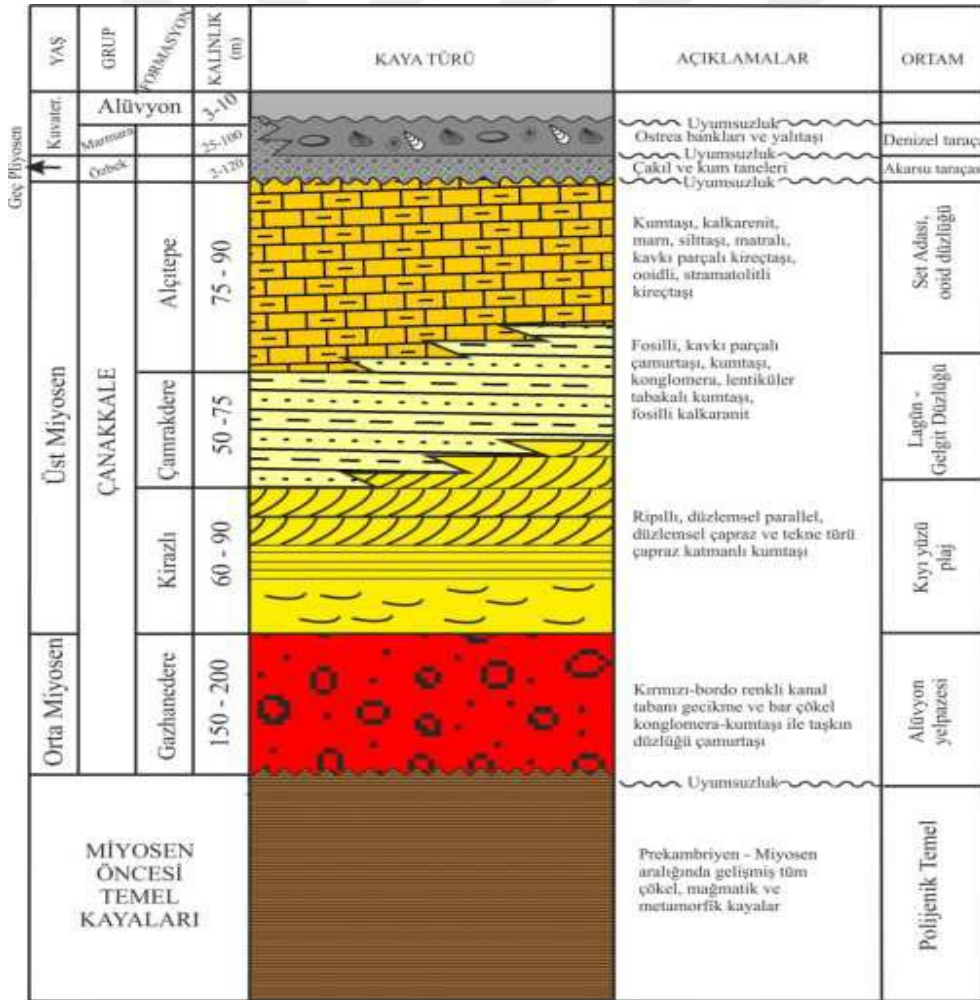 YAŞ
GRUP
FORMASYON
KALINLIK
(m)
KAYA TÜRÜ
AÇIKLAMALAR
ORTAM
Geç Pliyosen
Kuvater.
Alüvyon
3-10
Marmara
25-100
Özbek
2-120
Uyumsuzluk
Ostrea bankları ve yalıtaşı
Uyumsuzluk
Çakıl ve kum taneleri
Uyumsuzluk
Denizel taraça
Akarsu taraças
Üst Miyosen
ÇANAKKALE
Alçıtepe
75 - 90
Kumtaşı, kalkarenit,
marn, silttaşı, matralı,
kavkı parçalı kireçtaşı,
ooidli, stramatolitli
kireçtaşı
Set Adası,
ooid düzlüğü
Çamrakdere
50 -75
Fosilli, kavkı parçalı
çamurtaşı, kumtaşı,
konglomera, lentiküler
tabakalı kumtaşı,
fosilli kalkaranit
Lagün -
Gelgit Düzlüğü
Kirazlı
60 - 90
Ripıllı, düzlemsel parallel,
düzlemsel çapraz ve tekne türü
çapraz katmanlı kumtaşı
Kıyı yüzü
plaj
Orta Miyosen
Gazhanedere
150 - 200
Kırmızı-bordo renkli kanal
tabanı gecikme ve bar çökel
konglomera-kumtaşı ile taşkın
düzlüğü çamurtaşı
Alüvyon
yelpazesi
Uyumsuzluk
MİYOSEN
ÖNCESİ
TEMEL
KAYALARI
Prekambriyen - Miyosen
aralığında gelişmiş tüm
çökel, mağmatik ve
metamorfik kayalar
Polijenik Temel